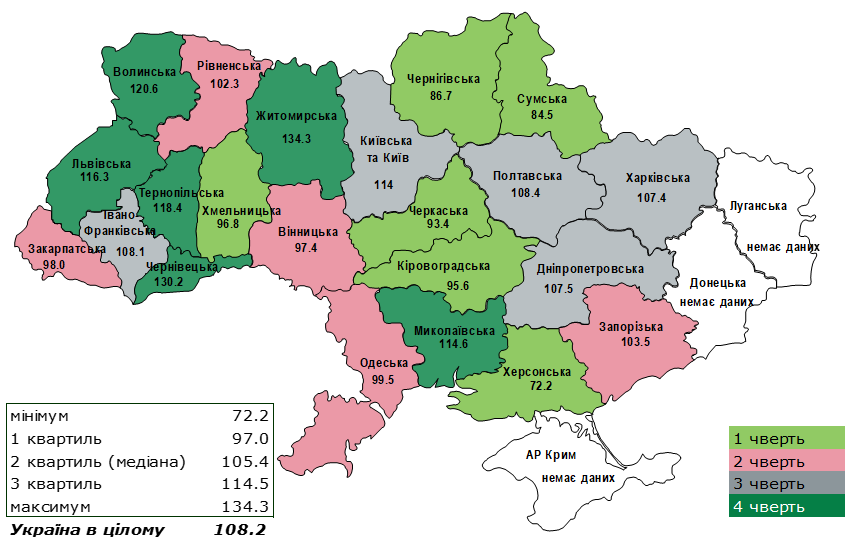 Волинська
120.6
Рівненська
102.3
Житомирська
134.3
Київська
та Київ
114
Чернігівська
86.7
Сумська
84.5
Львівська
116.3
Тернопільська
118.4
Хмельницька
96.8
Івано-
Франківська
108.1
Закарпатська
98.0
Чернівецька
130.2
Вінницька
97.4
Черкаська
93.4
Полтавська
108.4
Харківська
107.4
Луганська
немає даних
Кіровоградська
95.6
Дніпропетровська
107.5
Донецька
немає даних
Миколаївська
114.6
Запорізька
103.5
Одеська
99.5
Херсонська
72.2
АР Крим
немає даних
мінімум 72.2
1 квартиль 97.0
2 квартиль (медіана) 105.4
3 квартиль 114.5
максимум 134.3
Україна в цілому 108.2
1 чверть
2 чверть
3 чверть
4 чверть